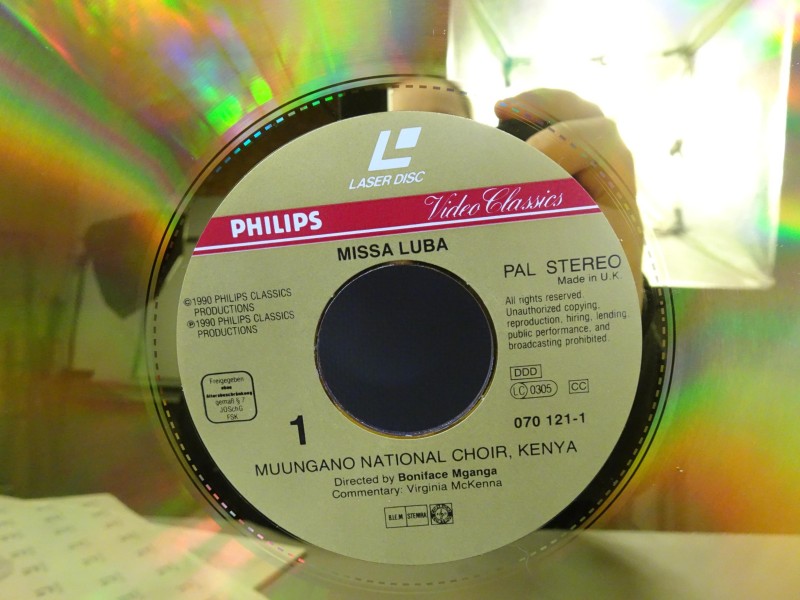 LASER DISC
PHILIPS
Video Classics
MISSA LUBA
PAL STEREO
Made in U.K.
©1990 PHILIPS CLASSICS
PRODUCTIONS
℗1990 PHILIPS CLASSICS
PRODUCTIONS
All rights reserved.
Unauthorized copying,
reproduction, hiring, lending,
public performance, and
broadcasting prohibited.
Freigegeben
ohne
Altersbeschränkung
gemäß § 7
JÖSchG
FSK
DDD
LC 0305
CC
1
070 121-1
MUUNGANO NATIONAL CHOIR, KENYA
Directed by Boniface Mganga
Commentary: Virginia McKenna
B.I.E.M. STEMRA